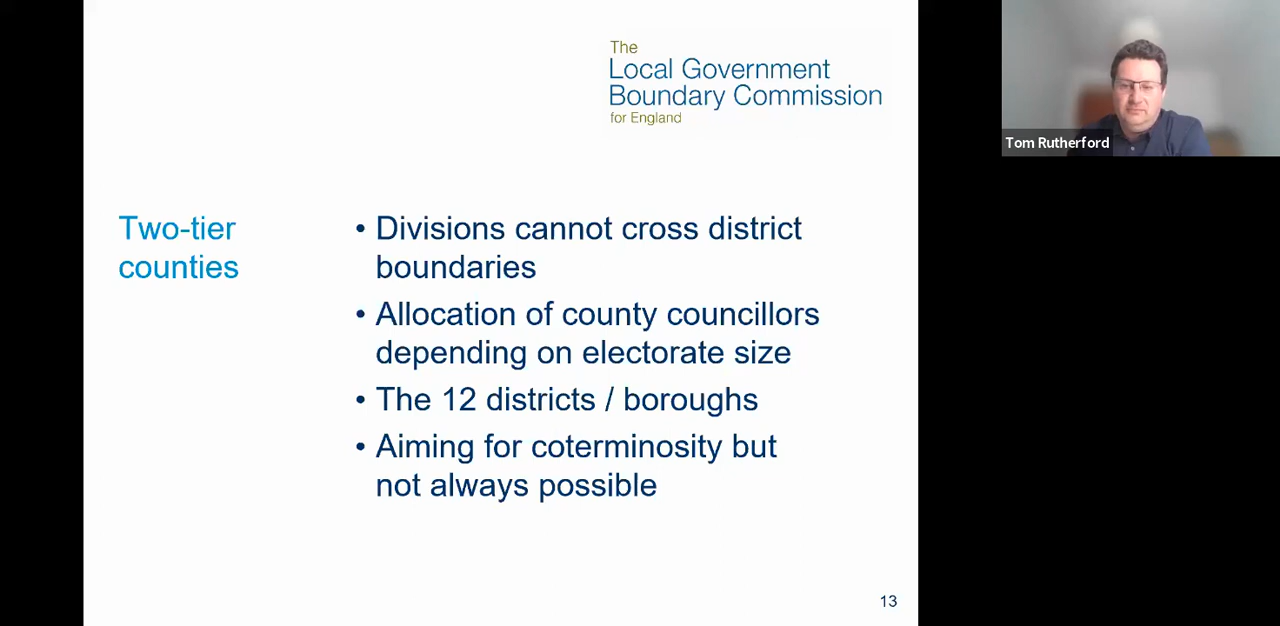 The
Local Government
Boundary Commission
for England
Tom Rutherford
Two-tier
counties
• Divisions cannot cross district
boundaries
• Allocation of county councillors
depending on electorate size
• The 12 districts / boroughs
• Aiming for coterminosity but
not always possible
13